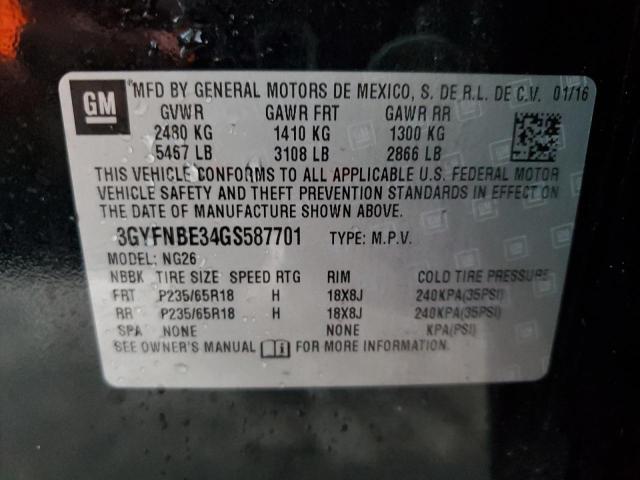 GM
®MFD BY GENERAL MOTORS DE MEXICO, S. DE R.L. DE C.V. 01/16
GVWR GAWR FRT GAWR RR
2480 KG 1410 KG 1300 KG
5467 LB 3108 LB 2866 LB
THIS VEHICLE CONFORMS TO ALL APPLICABLE U.S. FEDERAL MOTOR
VEHICLE SAFETY AND THEFT PREVENTION STANDARDS IN EFFECT ON
THE DATE OF MANUFACTURE SHOWN ABOVE.
3GYFNBE34GS587701 TYPE: M.P.V.
MODEL: NG26
NBBK TIRE SIZE SPEED RTG RIM COLD TIRE PRESSURE
FRT P235/65R18 H 18X8J 240KPA(35PSI)
RR P235/65R18 H 18X8J 240KPA(35PSI)
SPA NONE NONE KPA(PSI)
SEE OWNER'S MANUAL FOR MORE INFORMATION.